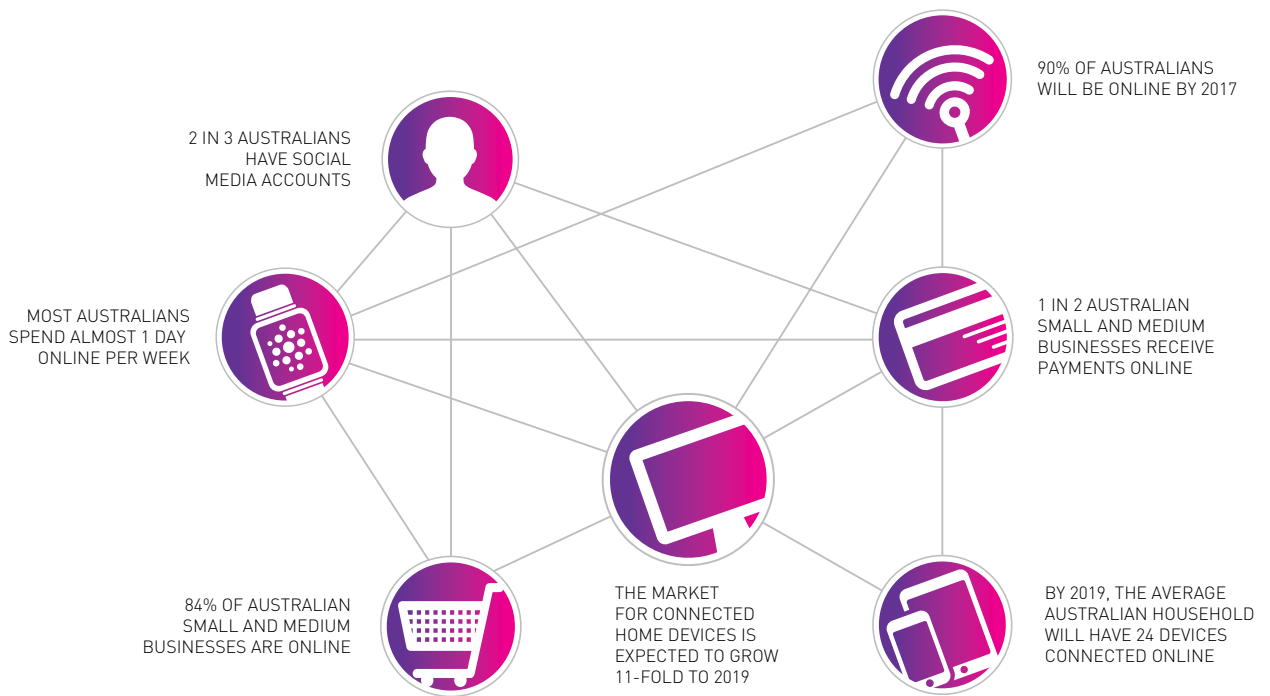 90% OF AUSTRALIANS
WILL BE ONLINE BY 2017
2 IN 3 AUSTRALIANS
HAVE SOCIAL
MEDIA ACCOUNTS
MOST AUSTRALIANS
SPEND ALMOST 1 DAY
ONLINE PER WEEK
1 IN 2 AUSTRALIAN
SMALL AND MEDIUM
BUSINESSES RECEIVE
PAYMENTS ONLINE
84% OF AUSTRALIAN
SMALL AND MEDIUM
BUSINESSES ARE ONLINE
THE MARKET
FOR CONNECTED
HOME DEVICES IS
EXPECTED TO GROW
11-FOLD TO 2019
BY 2019, THE AVERAGE
AUSTRALIAN HOUSEHOLD
WILL HAVE 24 DEVICES
CONNECTED ONLINE